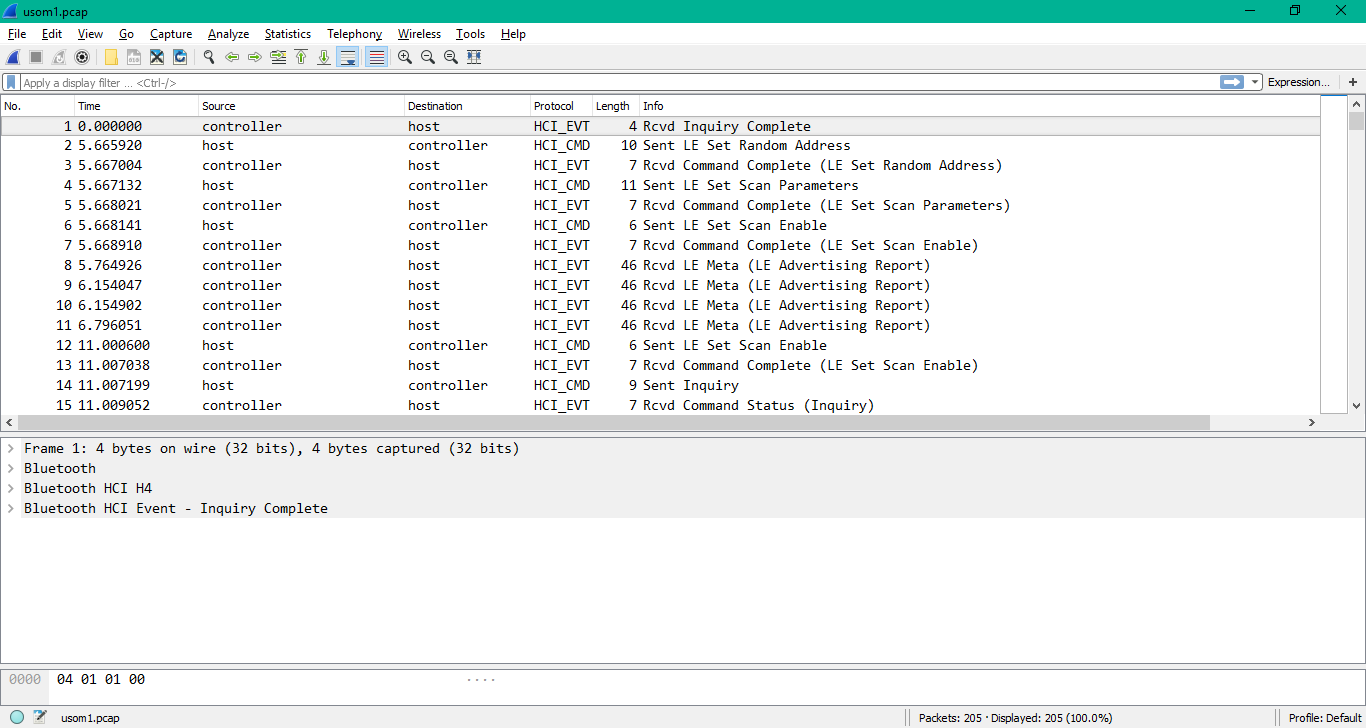 usom1.pcap
File Edit View Go Capture Analyze Statistics Telephony Wireless Tools Help
Apply a display filter ... <Ctrl-/> Expression... +
No. Time Source Destination Protocol Length Info
1 0.000000 controller host HCI_EVT 4 Rcvd Inquiry Complete
2 5.665920 host controller HCI_CMD 10 Sent LE Set Random Address
3 5.667004 controller host HCI_EVT 7 Rcvd Command Complete (LE Set Random Address)
4 5.667132 host controller HCI_CMD 11 Sent LE Set Scan Parameters
5 5.668021 controller host HCI_EVT 7 Rcvd Command Complete (LE Set Scan Parameters)
6 5.668141 host controller HCI_CMD 6 Sent LE Set Scan Enable
7 5.668910 controller host HCI_EVT 7 Rcvd Command Complete (LE Set Scan Enable)
8 5.764926 controller host HCI_EVT 46 Rcvd LE Meta (LE Advertising Report)
9 6.154047 controller host HCI_EVT 46 Rcvd LE Meta (LE Advertising Report)
10 6.154902 controller host HCI_EVT 46 Rcvd LE Meta (LE Advertising Report)
11 6.796051 controller host HCI_EVT 46 Rcvd LE Meta (LE Advertising Report)
12 11.000600 host controller HCI_CMD 6 Sent LE Set Scan Enable
13 11.007038 controller host HCI_EVT 7 Rcvd Command Complete (LE Set Scan Enable)
14 11.007199 host controller HCI_CMD 9 Sent Inquiry
15 11.009052 controller host HCI_EVT 7 Rcvd Command Status (Inquiry)
Frame 1: 4 bytes on wire (32 bits), 4 bytes captured (32 bits)
Bluetooth
Bluetooth HCI H4
Bluetooth HCI Event - Inquiry Complete
0000 04 01 01 00 ....
usom1.pcap Packets: 205 · Displayed: 205 (100.0%) Profile: Default